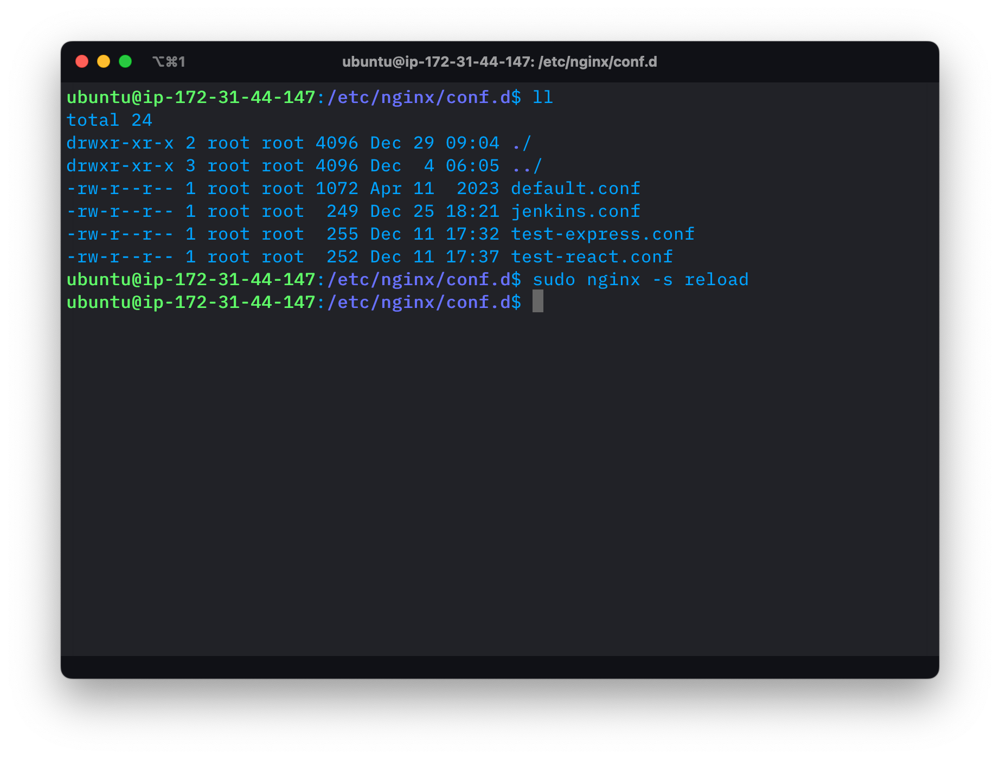 ⌥⌘1
ubuntu@ip-172-31-44-147: /etc/nginx/conf.d
ubuntu@ip-172-31-44-147:/etc/nginx/conf.d$ ll
total 24
drwxr-xr-x 2 root root 4096 Dec 29 09:04 ./
drwxr-xr-x 3 root root 4096 Dec  4 06:05 ../
-rw-r--r-- 1 root root 1072 Apr 11  2023 default.conf
-rw-r--r-- 1 root root  249 Dec 25 18:21 jenkins.conf
-rw-r--r-- 1 root root  255 Dec 11 17:32 test-express.conf
-rw-r--r-- 1 root root  252 Dec 11 17:37 test-react.conf
ubuntu@ip-172-31-44-147:/etc/nginx/conf.d$ sudo nginx -s reload
ubuntu@ip-172-31-44-147:/etc/nginx/conf.d$